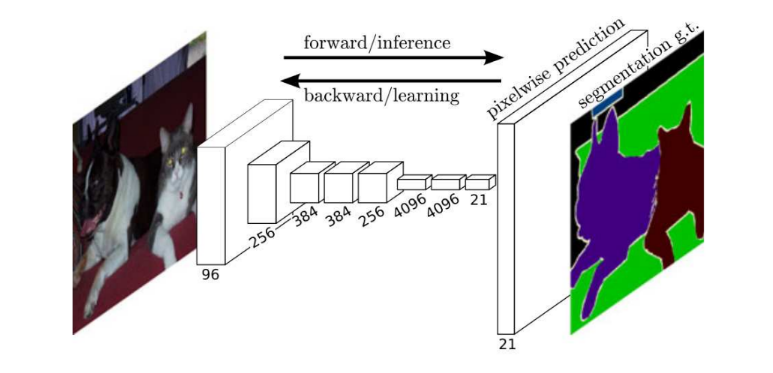 forward/inference
backward/learning
pixelwise prediction
segmentation g.t.
96
256
384
384
256
4096
4096
21
21